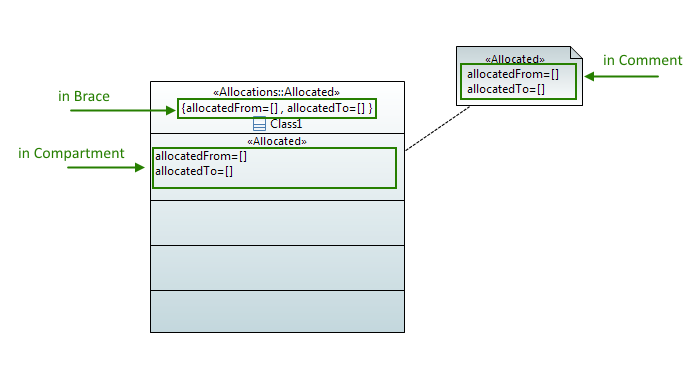 «Allocated»
allocatedFrom=[]
allocatedTo=[]
in Comment
in Brace
«Allocations::Allocated»
{allocatedFrom=[] , allocatedTo=[] }
Class1
in Compartment
«Allocated»
allocatedFrom=[]
allocatedTo=[]